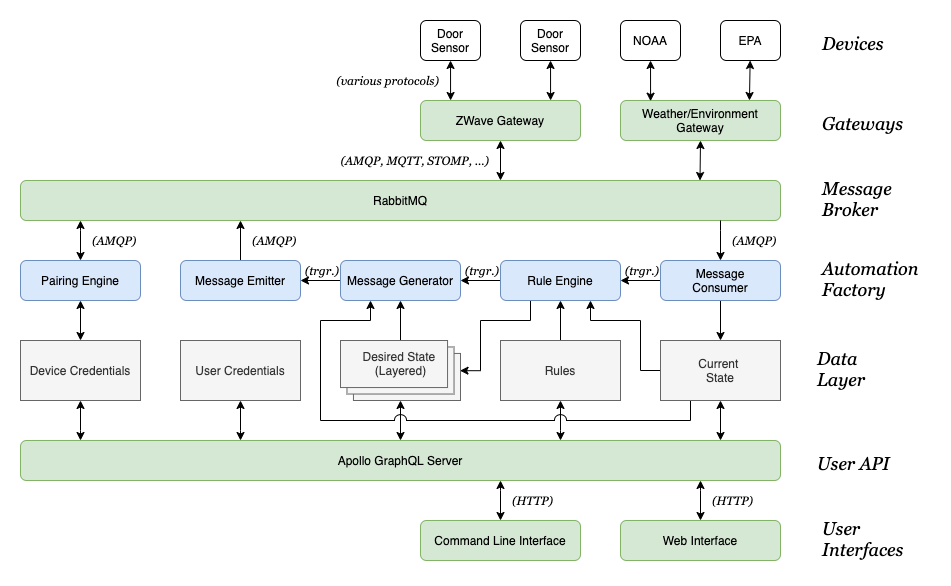 Door
Sensor
Door
Sensor
NOAA
EPA
Devices
(various protocols)
ZWave Gateway
Weather/Environment
Gateway
Gateways
(AMQP, MQTT, STOMP, ...)
RabbitMQ
Message
Broker
(AMQP)
(AMQP)
(AMQP)
Pairing Engine
Message Emitter
(trgr.)
Message Generator
(trgr.)
Rule Engine
(trgr.)
Message
Consumer
Automation
Factory
Device Credentials
User Credentials
Desired State
(Layered)
Rules
Current
State
Data
Layer
Apollo GraphQL Server
User API
(HTTP)
(HTTP)
Command Line Interface
Web Interface
User
Interfaces